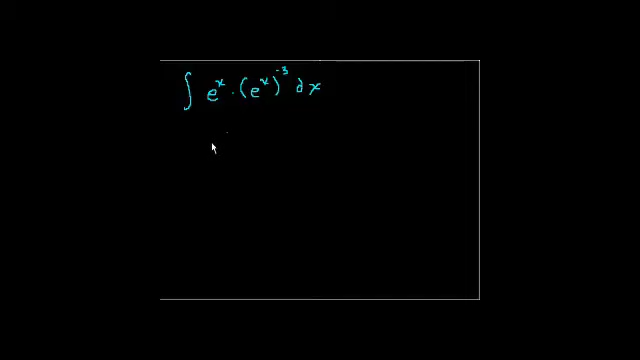 ∫ eˣ · (eˣ)⁻³ dx